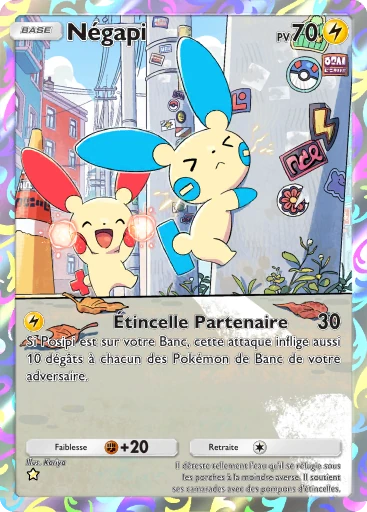 BASE
Négapi
PV 70
Étincelle Partenaire 30
Si Posipi est sur votre Banc, cette attaque inflige aussi
10 dégâts à chacun des Pokémon de Banc de votre
adversaire.
Faiblesse +20 Retraite
Illus. Kariya
Il déteste tellement l'eau qu'il se réfugie sous
les porches à la moindre averse. Il soutient
ses camarades avec des pompons d'étincelles.